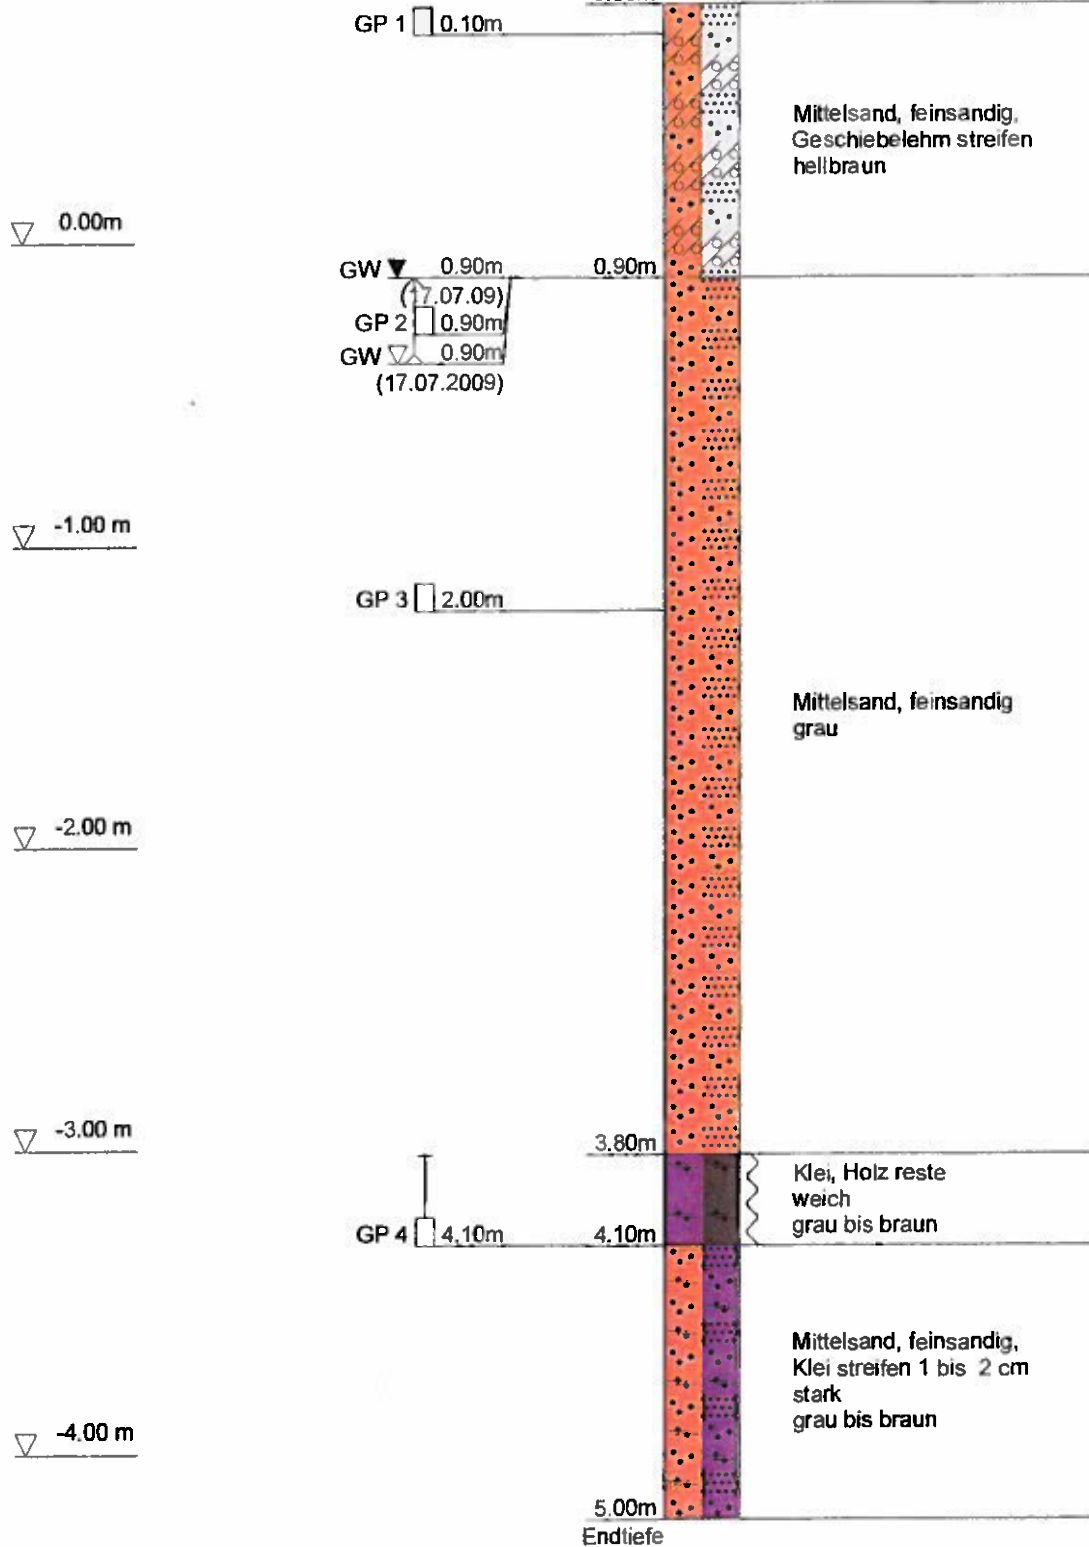 GP 1 0.10m
Mittelsand, feinsandig,
Geschiebelehm streifen
hellbraun
0.00m
GW 0.90m 0.90m
(17.07.09)
GP 2 0.90m
GW 0.90m
(17.07.2009)
-1.00 m
GP 3 2.00m
Mittelsand, feinsandig
grau
-2.00 m
-3.00 m
3.80m
Klei, Holz reste
weich
grau bis braun
GP 4 4.10m 4.10m
Mittelsand, feinsandig,
Klei streifen 1 bis 2 cm
stark
grau bis braun
-4.00 m
5.00m
Endtiefe